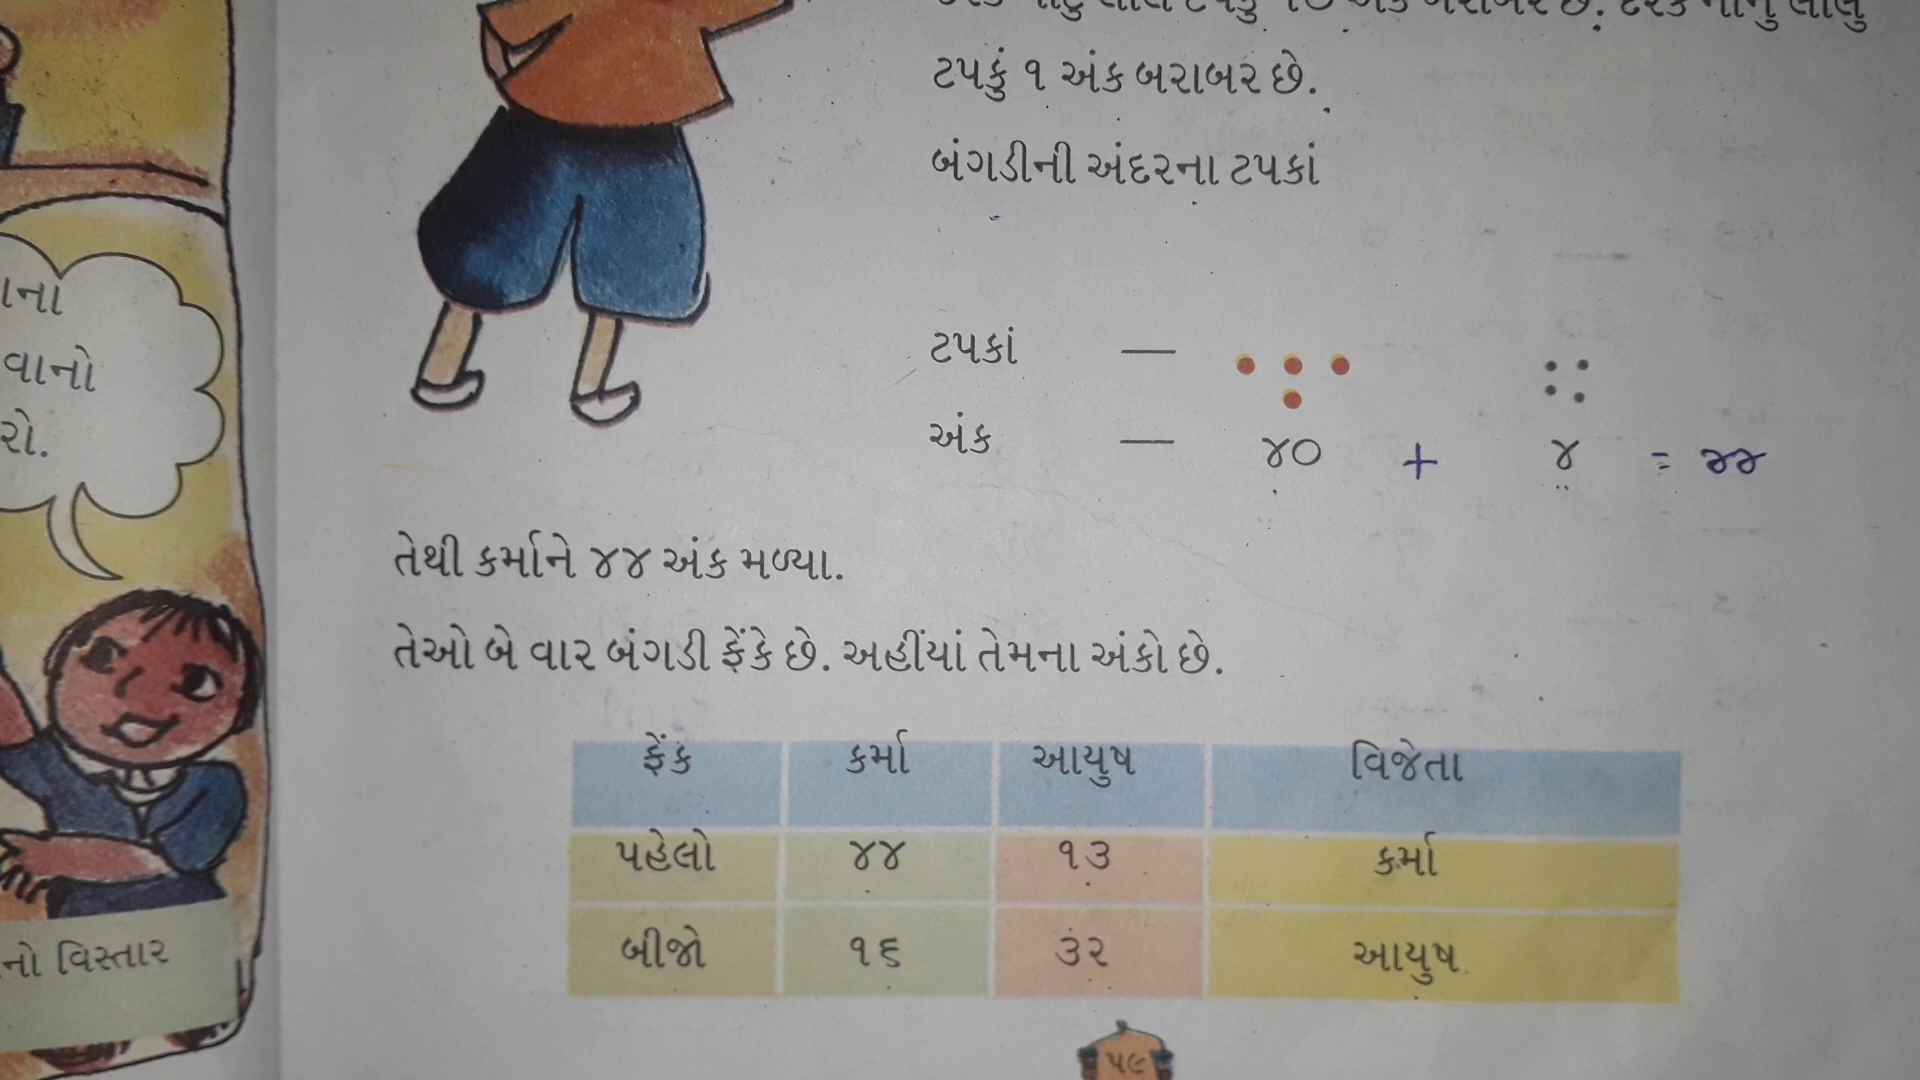 ટપકું ૧ અંક બરાબર છે.
બંગડીની અંદરના ટપકાં
ટપકાં —
અંક — ૪૦ + ૪ = ૪૪
તેથી કર્માને ૪૪ અંક મળ્યા.
તેઓ બે વાર બંગડી ફેંકે છે. અહીંયાં તેમના અંકો છે.
ફેંક કર્મા આયુષ વિજેતા
પહેલો ૪૪ ૧૩ કર્મા
બીજો ૧૬ ૩૨ આયુષ
૫૯
વાનો
રો.
નો વિસ્તાર